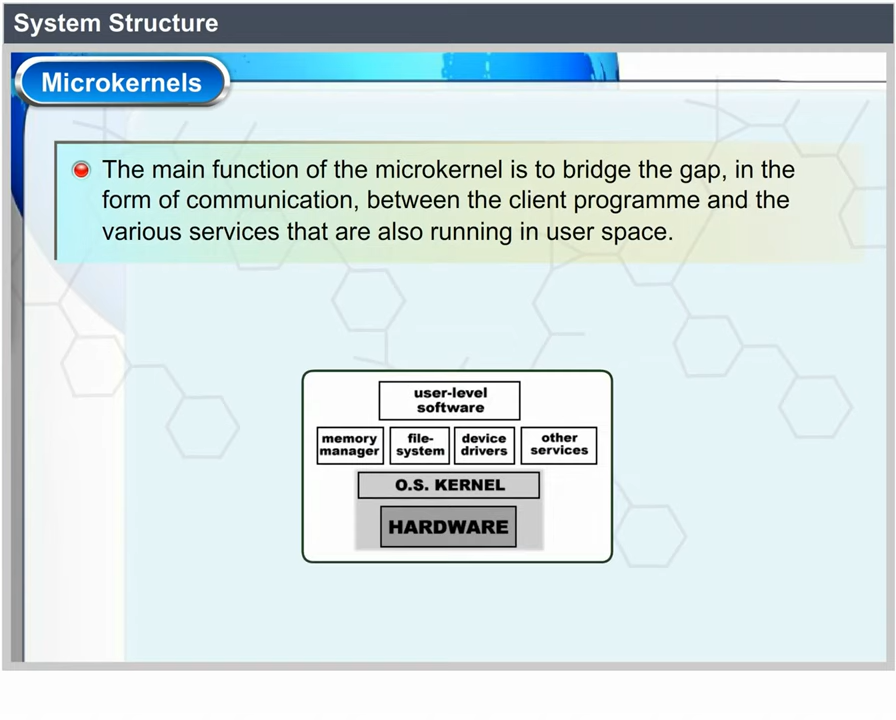 System Structure
Microkernels
The main function of the microkernel is to bridge the gap, in the
form of communication, between the client programme and the
various services that are also running in user space.
user-level
software
memory
manager
file-
system
device
drivers
other
services
O.S. KERNEL
HARDWARE